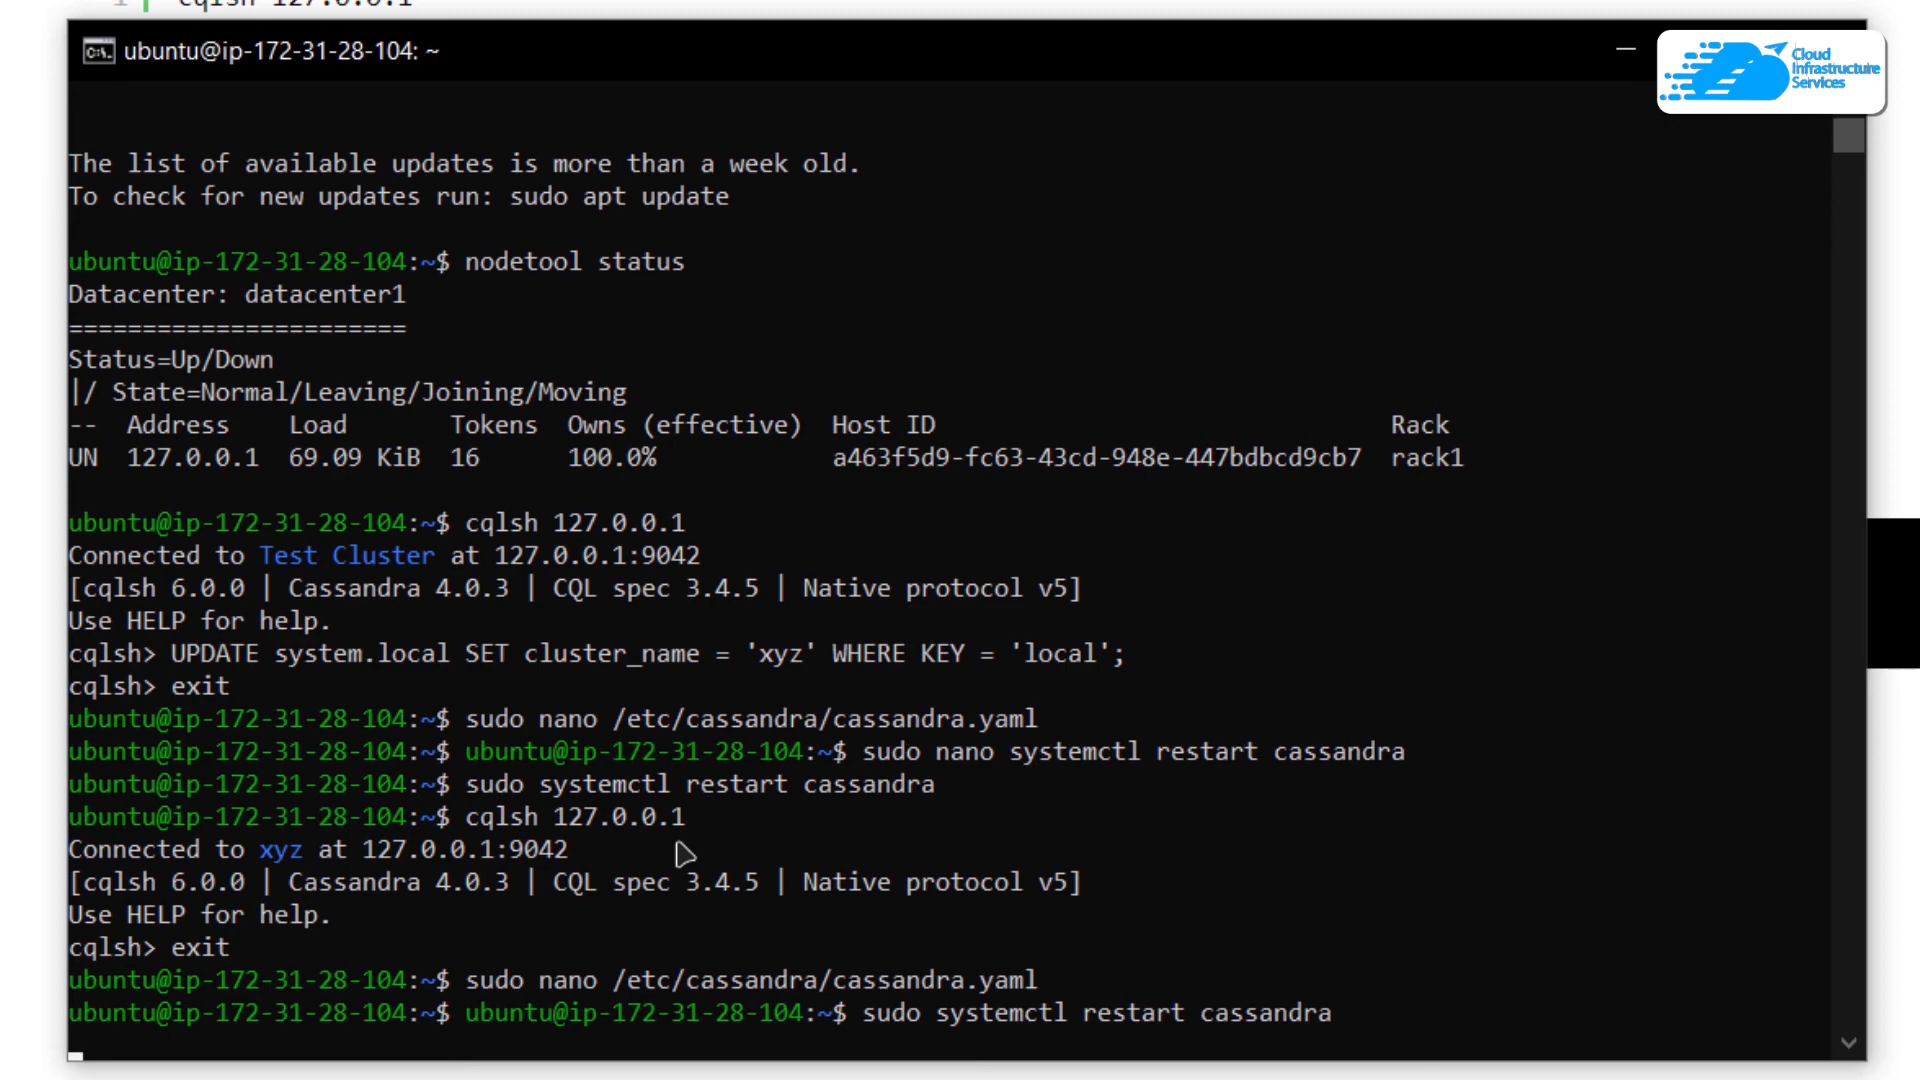 1 cqlsh 127.0.0.1
ubuntu@ip-172-31-28-104: ~
Cloud
Infrastructure
Services
The list of available updates is more than a week old.
To check for new updates run: sudo apt update
ubuntu@ip-172-31-28-104:~$ nodetool status
Datacenter: datacenter1
=======================
Status=Up/Down
|/ State=Normal/Leaving/Joining/Moving
--  Address    Load       Tokens  Owns (effective)  Host ID                               Rack
UN  127.0.0.1  69.09 KiB  16      100.0%            a463f5d9-fc63-43cd-948e-447bdbcd9cb7  rack1
ubuntu@ip-172-31-28-104:~$ cqlsh 127.0.0.1
Connected to Test Cluster at 127.0.0.1:9042
[cqlsh 6.0.0 | Cassandra 4.0.3 | CQL spec 3.4.5 | Native protocol v5]
Use HELP for help.
cqlsh> UPDATE system.local SET cluster_name = 'xyz' WHERE KEY = 'local';
cqlsh> exit
ubuntu@ip-172-31-28-104:~$ sudo nano /etc/cassandra/cassandra.yaml
ubuntu@ip-172-31-28-104:~$ ubuntu@ip-172-31-28-104:~$ sudo nano systemctl restart cassandra
ubuntu@ip-172-31-28-104:~$ sudo systemctl restart cassandra
ubuntu@ip-172-31-28-104:~$ cqlsh 127.0.0.1
Connected to xyz at 127.0.0.1:9042
[cqlsh 6.0.0 | Cassandra 4.0.3 | CQL spec 3.4.5 | Native protocol v5]
Use HELP for help.
cqlsh> exit
ubuntu@ip-172-31-28-104:~$ sudo nano /etc/cassandra/cassandra.yaml
ubuntu@ip-172-31-28-104:~$ ubuntu@ip-172-31-28-104:~$ sudo systemctl restart cassandra